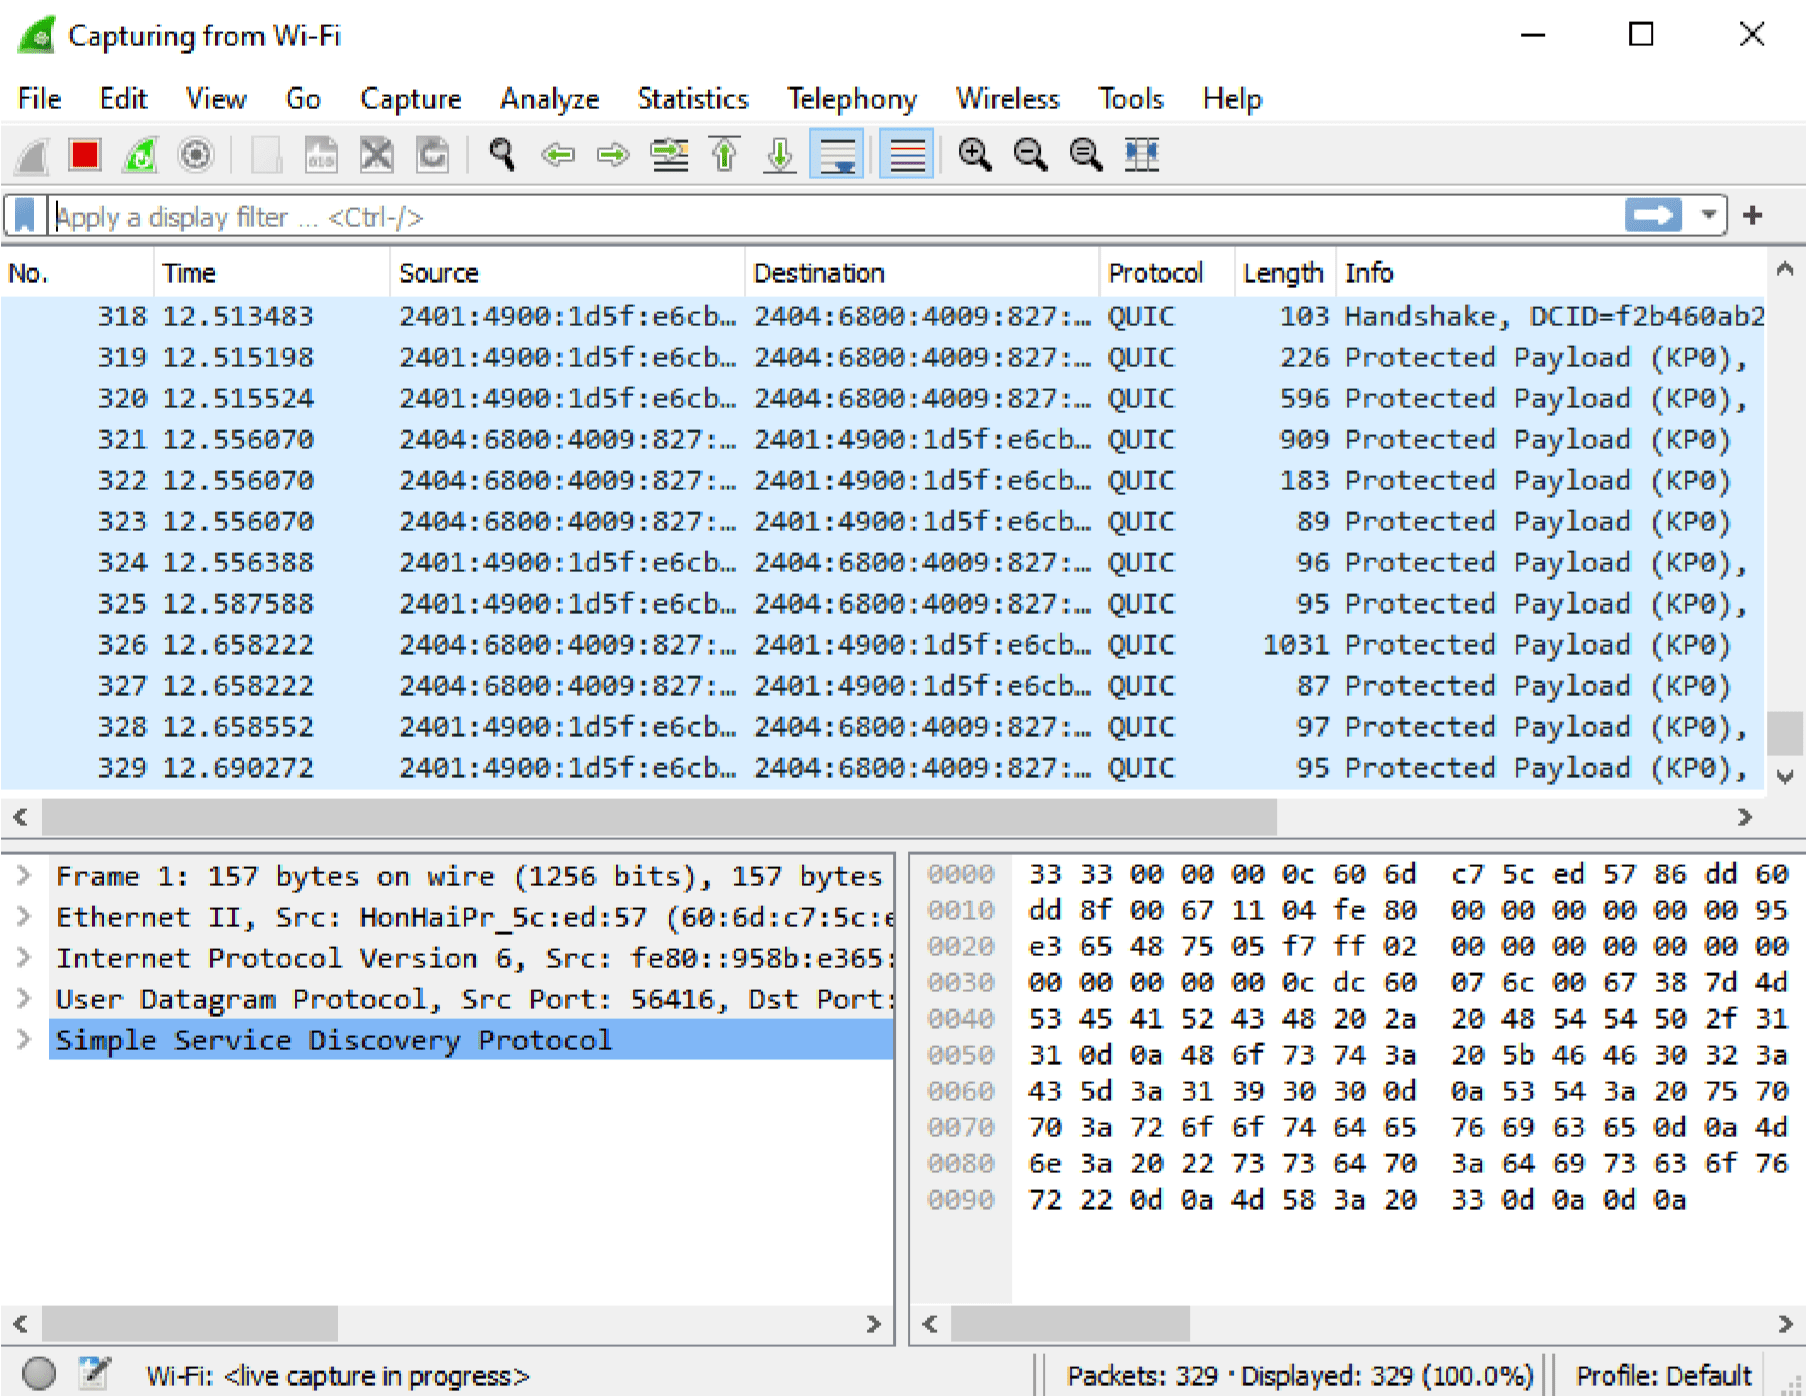 Capturing from Wi-Fi
File Edit View Go Capture Analyze Statistics Telephony Wireless Tools Help
Apply a display filter ... <Ctrl-/>
No. Time Source Destination Protocol Length Info
318 12.513483 2401:4900:1d5f:e6cb… 2404:6800:4009:827:… QUIC 103 Handshake, DCID=f2b460ab2
319 12.515198 2401:4900:1d5f:e6cb… 2404:6800:4009:827:… QUIC 226 Protected Payload (KP0),
320 12.515524 2401:4900:1d5f:e6cb… 2404:6800:4009:827:… QUIC 596 Protected Payload (KP0),
321 12.556070 2404:6800:4009:827:… 2401:4900:1d5f:e6cb… QUIC 909 Protected Payload (KP0)
322 12.556070 2404:6800:4009:827:… 2401:4900:1d5f:e6cb… QUIC 183 Protected Payload (KP0)
323 12.556070 2404:6800:4009:827:… 2401:4900:1d5f:e6cb… QUIC 89 Protected Payload (KP0)
324 12.556388 2401:4900:1d5f:e6cb… 2404:6800:4009:827:… QUIC 96 Protected Payload (KP0),
325 12.587588 2401:4900:1d5f:e6cb… 2404:6800:4009:827:… QUIC 95 Protected Payload (KP0),
326 12.658222 2404:6800:4009:827:… 2401:4900:1d5f:e6cb… QUIC 1031 Protected Payload (KP0)
327 12.658222 2404:6800:4009:827:… 2401:4900:1d5f:e6cb… QUIC 87 Protected Payload (KP0)
328 12.658552 2401:4900:1d5f:e6cb… 2404:6800:4009:827:… QUIC 97 Protected Payload (KP0),
329 12.690272 2401:4900:1d5f:e6cb… 2404:6800:4009:827:… QUIC 95 Protected Payload (KP0),
Frame 1: 157 bytes on wire (1256 bits), 157 bytes
Ethernet II, Src: HonHaiPr_5c:ed:57 (60:6d:c7:5c:e
Internet Protocol Version 6, Src: fe80::958b:e365:
User Datagram Protocol, Src Port: 56416, Dst Port:
Simple Service Discovery Protocol
0000 33 33 00 00 00 0c 60 6d c7 5c ed 57 86 dd 60
0010 dd 8f 00 67 11 04 fe 80 00 00 00 00 00 00 95
0020 e3 65 48 75 05 f7 ff 02 00 00 00 00 00 00 00
0030 00 00 00 00 00 0c dc 60 07 6c 00 67 38 7d 4d
0040 53 45 41 52 43 48 20 2a 20 48 54 54 50 2f 31
0050 31 0d 0a 48 6f 73 74 3a 20 5b 46 46 30 32 3a
0060 43 5d 3a 31 39 30 30 0d 0a 53 54 3a 20 75 70
0070 70 3a 72 6f 6f 74 64 65 76 69 63 65 0d 0a 4d
0080 6e 3a 20 22 73 73 64 70 3a 64 69 73 63 6f 76
0090 72 22 0d 0a 4d 58 3a 20 33 0d 0a 0d 0a
Wi-Fi: <live capture in progress>
Packets: 329 · Displayed: 329 (100.0%)
Profile: Default